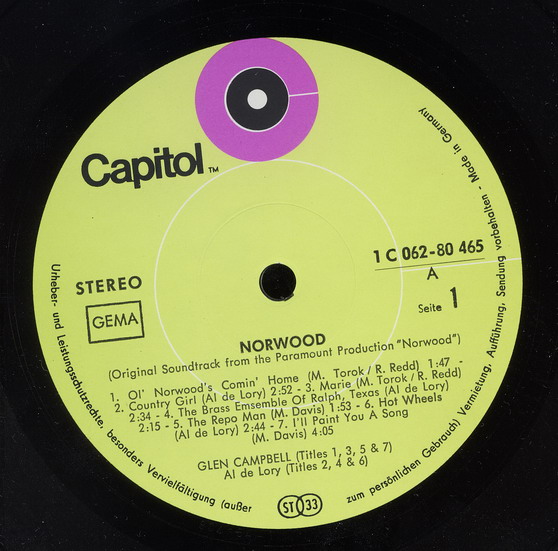 Capitol™
1 C 062-80 465
A
STEREO
GEMA
Seite 1
NORWOOD
(Original Soundtrack from the Paramount Production "Norwood")
1. Ol' Norwood's Comin' Home (M. Torok / R. Redd) 1:47 -
2. Country Girl (Al de Lory) 2:52 - 3. Marie (M. Torok / R. Redd)
2:34 - 4. The Brass Ensemble Of Ralph, Texas (Al de Lory)
2:15 - 5. The Repo Man (M. Davis) 1:53 - 6. Hot Wheels
(Al de Lory) 2:44 - 7. I'll Paint You A Song
(M. Davis) 4:05
GLEN CAMPBELL (Titles 1, 3, 5 & 7)
Al de Lory (Titles 2, 4 & 6)
ST 33
Urheber- und Leistungsschutzrechte, besonders Vervielfältigung (außer zum persönlichen Gebrauch) Vermietung, Aufführung, Sendung vorbehalten - Made in Germany